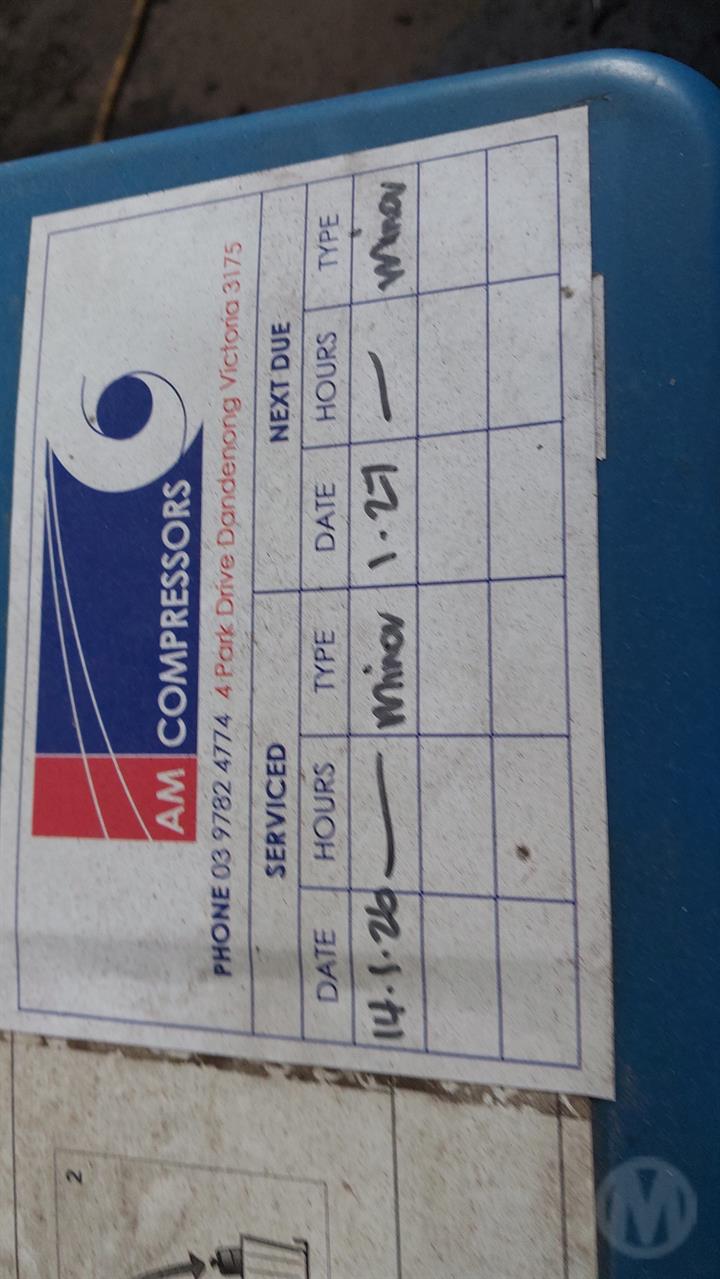 AM COMPRESSORS
PHONE 03 9782 4774 4 Park Drive Dandenong Victoria 3175
SERVICED NEXT DUE
DATE HOURS TYPE DATE HOURS TYPE
14.1.26 — minor 1.27 — minor
2
M